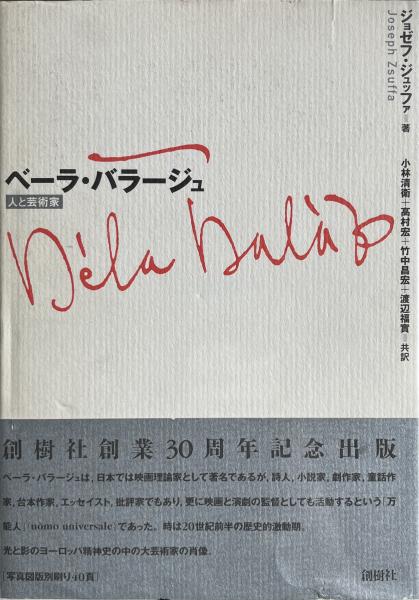 ジョゼフ・ジュッファ=著
Joseph Zsuffa
小林清衛+高村宏+竹中昌宏+渡辺福實=共訳
ベーラ・バラージュ
人と芸術家
Béla Balázs
創樹社創業30周年記念出版
ベーラ・バラージュは,日本では映画理論家として著名であるが,詩人,小説家,劇作家,童話作
家,台本作家,エッセイスト,批評家でもあり,更に映画と演劇の監督としても活動するという「万
能人」(uomo universale)であった。時は20世紀前半の歴史的激動期。
光と影のヨーロッパ精神史の中の大芸術家の肖像。
[写真図版別刷り40頁]
創樹社